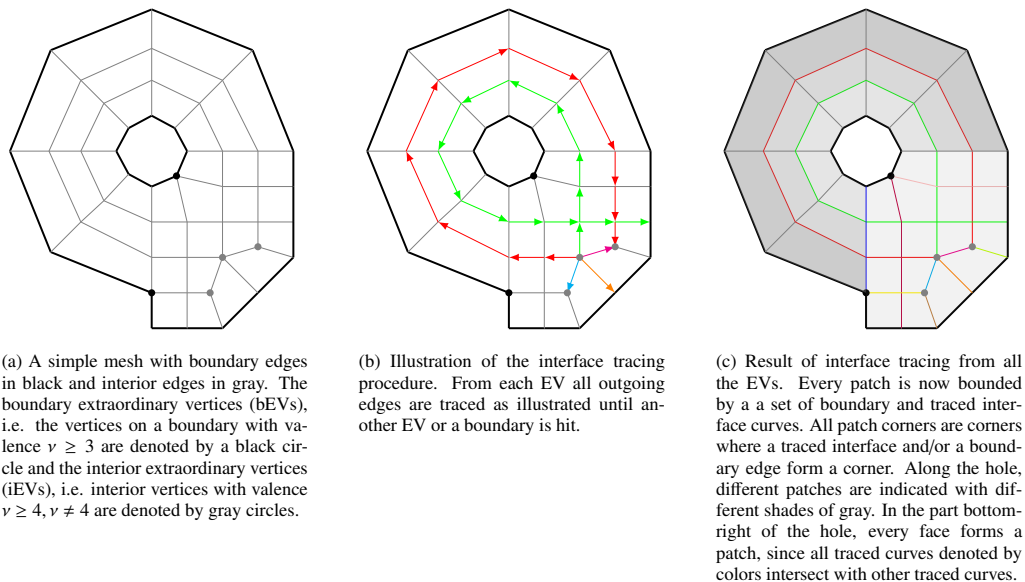 (a) A simple mesh with boundary edges
in black and interior edges in gray. The
boundary extraordinary vertices (bEVs),
i.e. the vertices on a boundary with va-
lence ν ≥ 3 are denoted by a black cir-
cle and the interior extraordinary vertices
(iEVs), i.e. interior vertices with valence
ν ≥ 4, ν ≠ 4 are denoted by gray circles.
(b) Illustration of the interface tracing
procedure. From each EV all outgoing
edges are traced as illustrated until an-
other EV or a boundary is hit.
(c) Result of interface tracing from all
the EVs. Every patch is now bounded
by a a set of boundary and traced inter-
face curves. All patch corners are corners
where a traced interface and/or a bound-
ary edge form a corner. Along the hole,
different patches are indicated with dif-
ferent shades of gray. In the part bottom-
right of the hole, every face forms a
patch, since all traced curves denoted by
colors intersect with other traced curves.